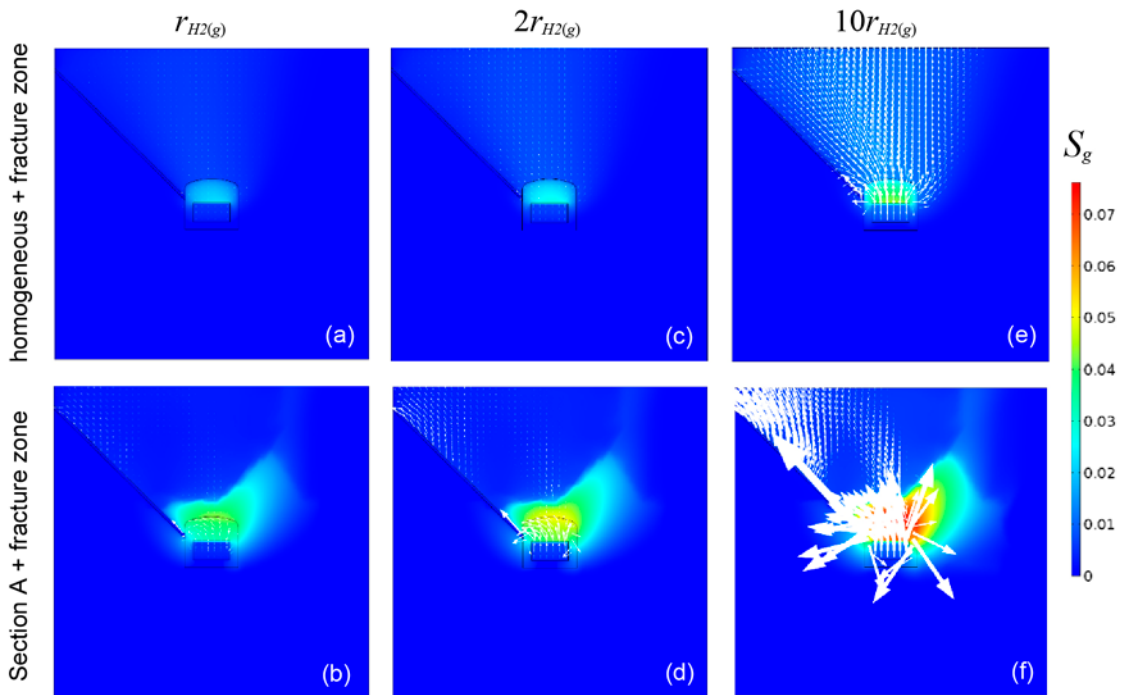 r_{H2(g)} 2r_{H2(g)} 10r_{H2(g)}
homogeneous + fracture zone
(a) (c) (e)
Section A + fracture zone
(b) (d) (f)
S_g
0.07
0.06
0.05
0.04
0.03
0.02
0.01
0